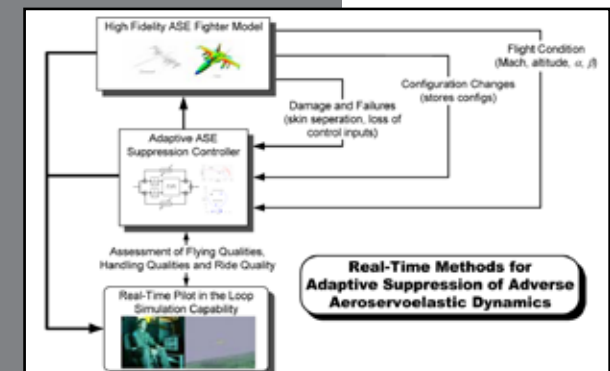 High Fidelity ASE Fighter Model
Flight Condition
(Mach, altitude, α, β)
Configuration Changes
(stores configs)
Damage and Failures
(skin seperation, loss of
control inputs)
Adaptive ASE
Suppression Controller
Assessment of Flying Qualities,
Handling Qualities and Ride Quality
Real-Time Pilot in the Loop
Simulation Capability
Real-Time Methods for
Adaptive Suppression of Adverse
Aeroservoelastic Dynamics